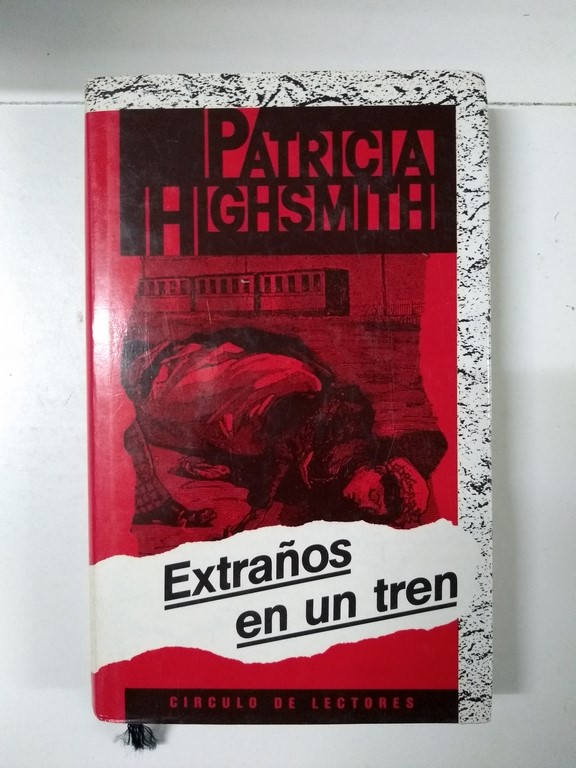 PATRICIA
HIGHSMITH
Extraños
en un tren
CIRCULO DE LECTORES